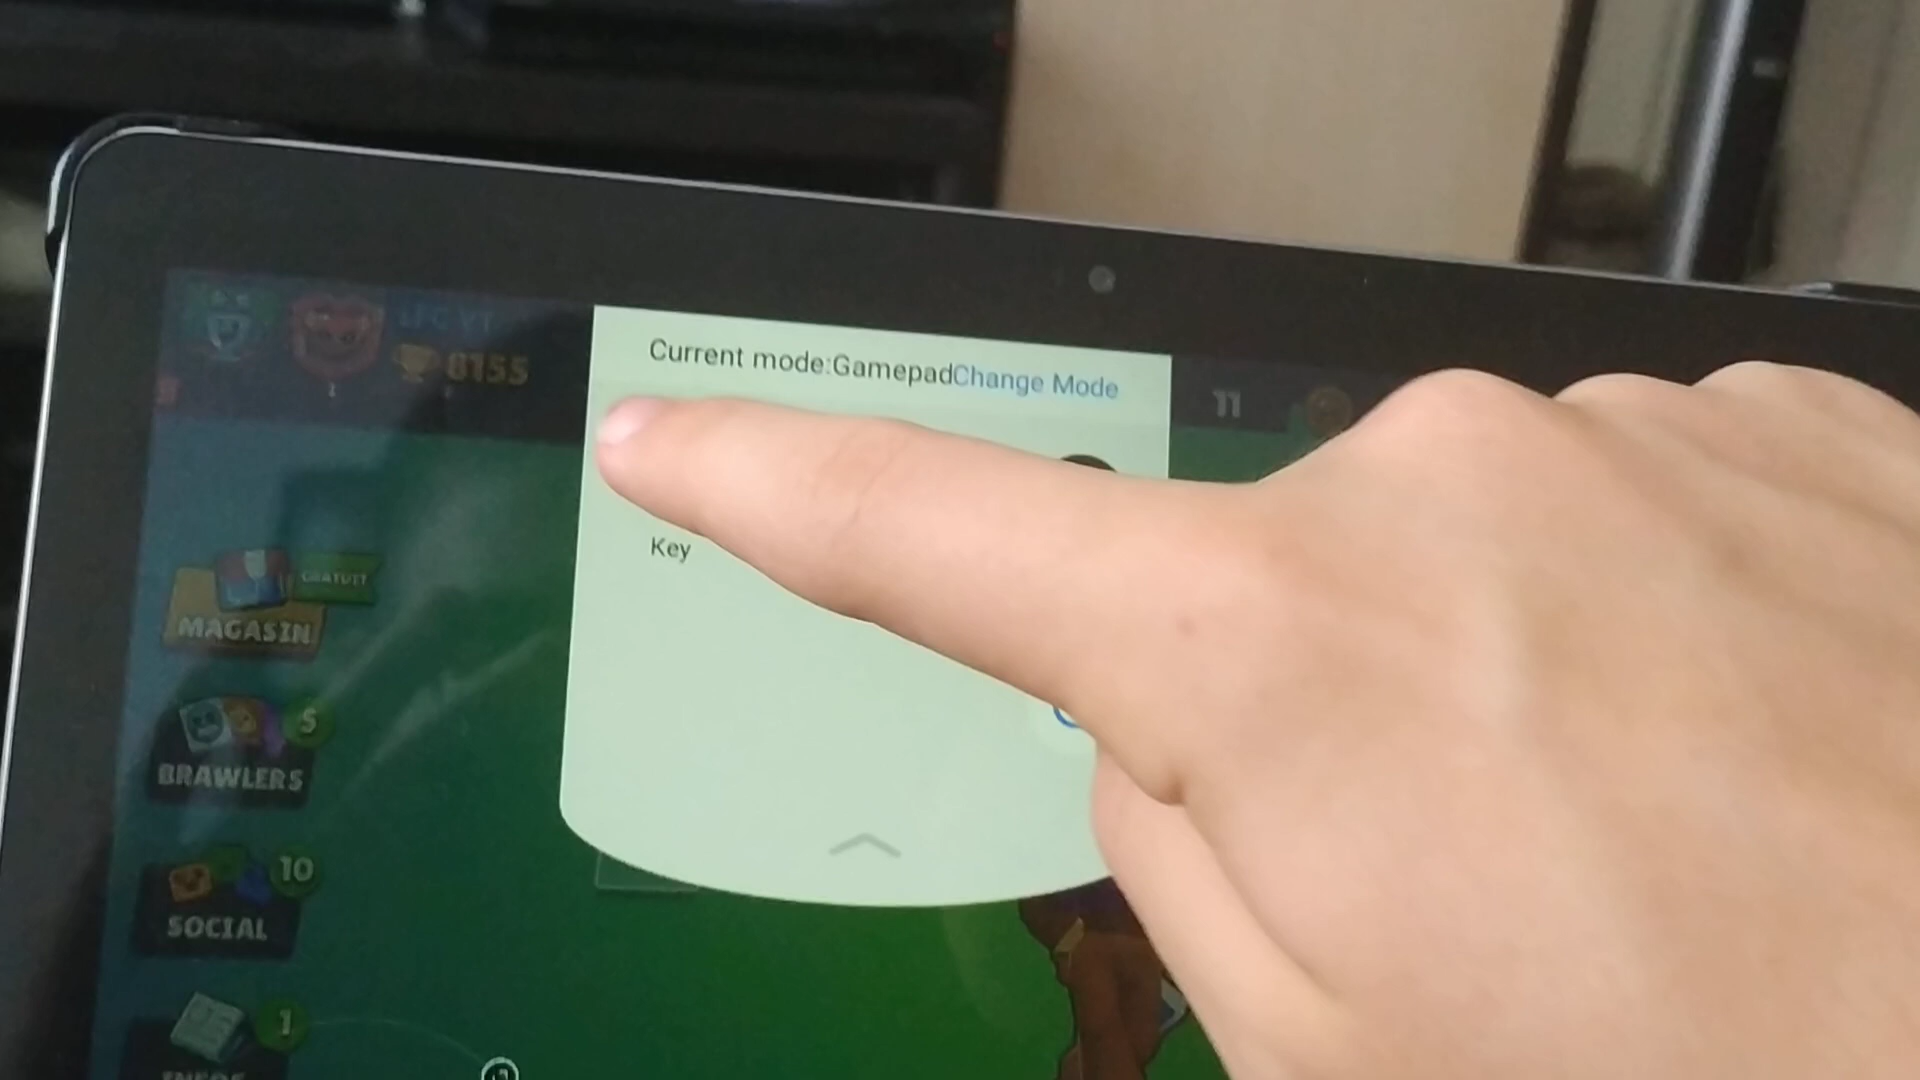 8155
Current mode:GamepadChange Mode
11
Key
GRATUIT
MAGASIN
5
BRAWLERS
10
SOCIAL
1